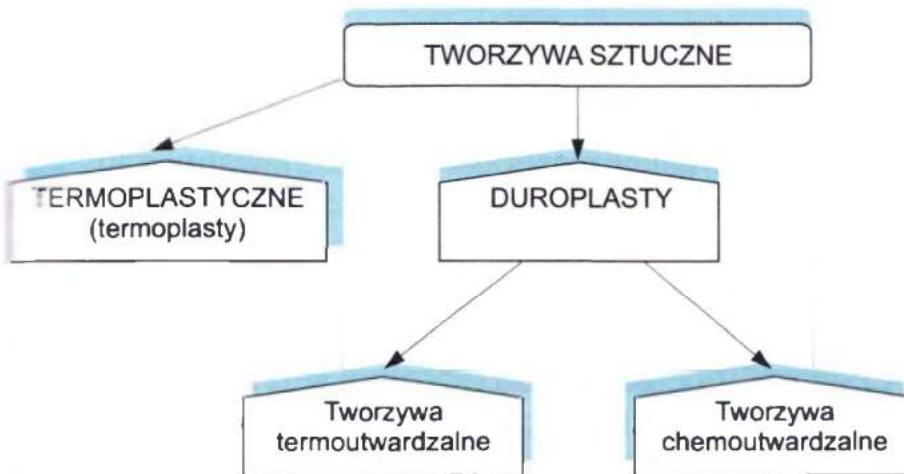 TWORZYWA SZTUCZNE
TERMOPLASTYCZNE
(termoplasty)
DUROPLASTY
Tworzywa
termoutwardzalne
Tworzywa
chemoutwardzalne